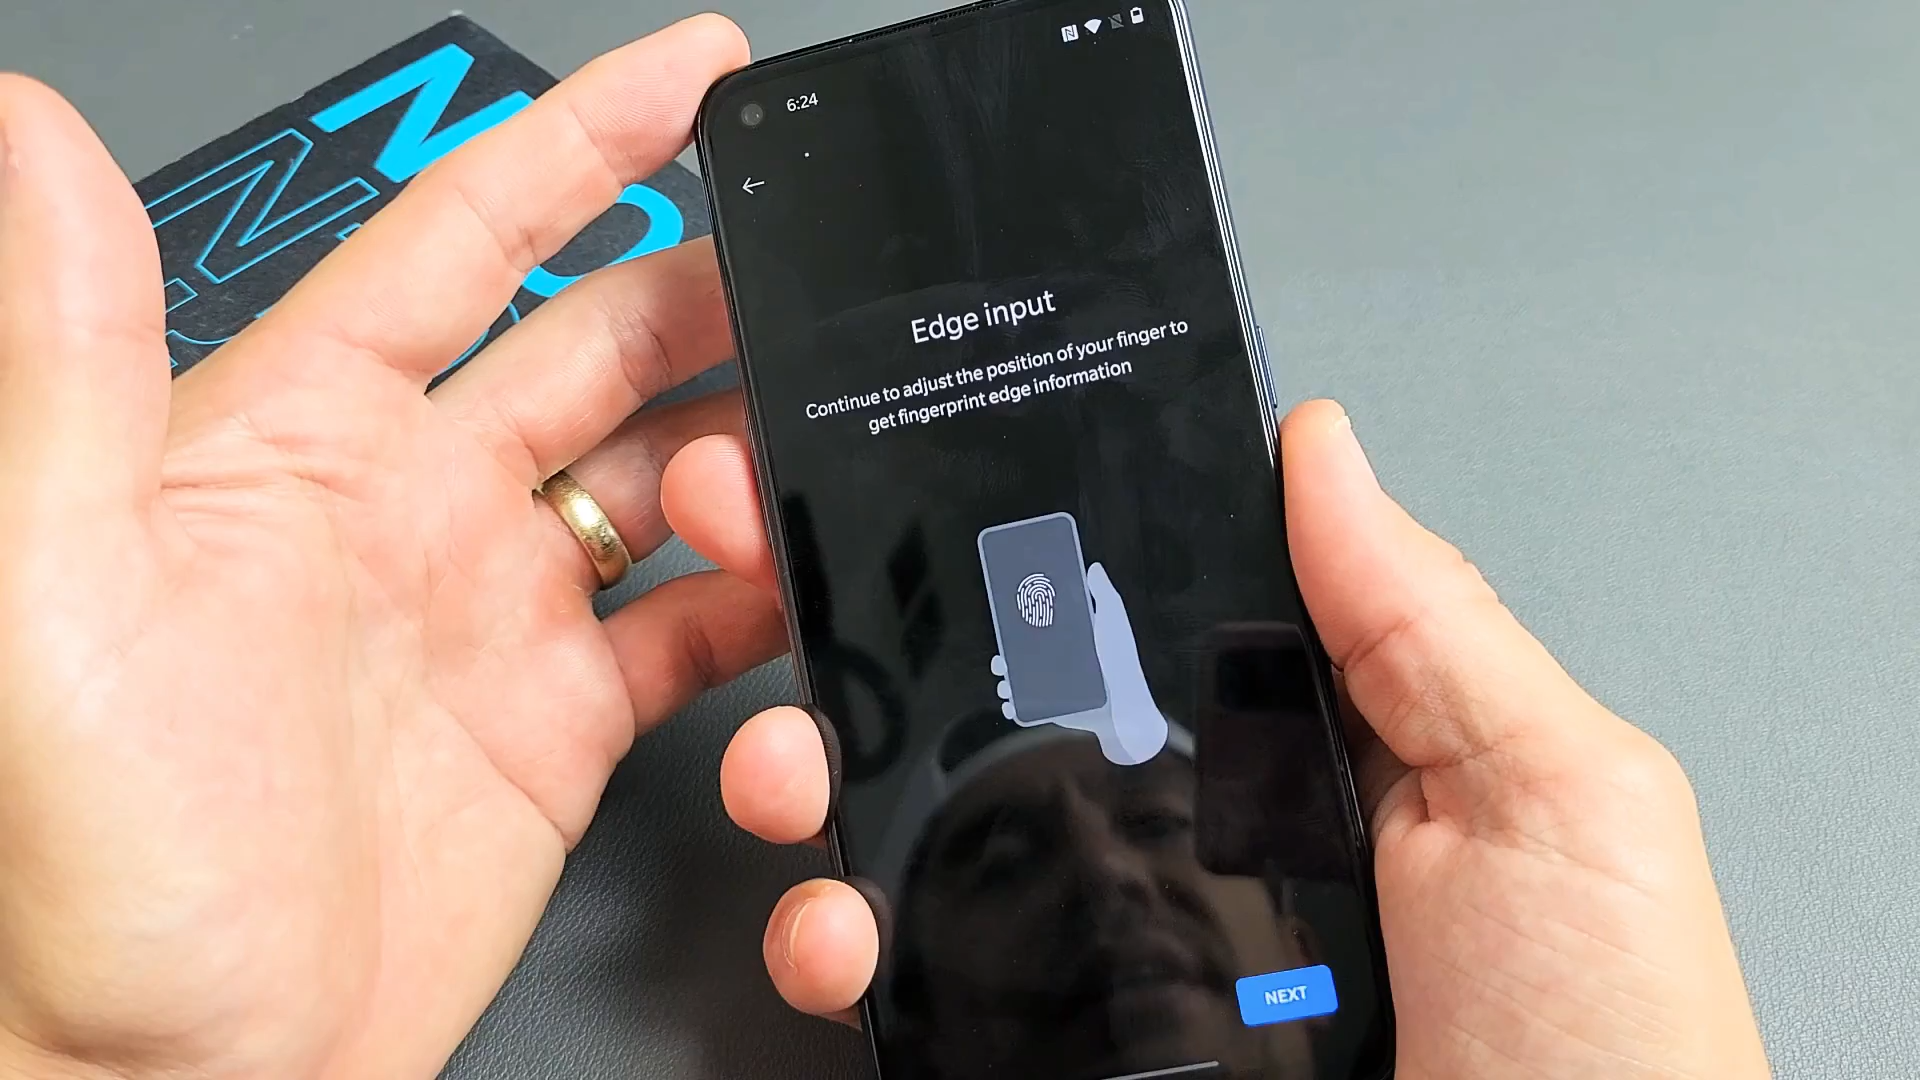 6:24
Edge input
Continue to adjust the position of your finger to
get fingerprint edge information
NEXT